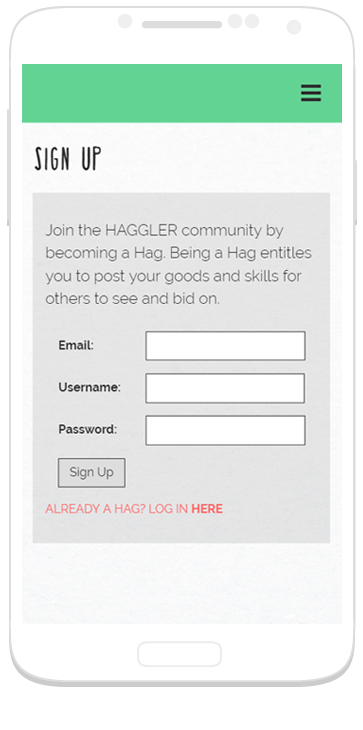 SIGN UP
Join the HAGGLER community by
becoming a Hag. Being a Hag entitles
you to post your goods and skills for
others to see and bid on.
Email:
Username:
Password:
Sign Up
ALREADY A HAG? LOG IN HERE